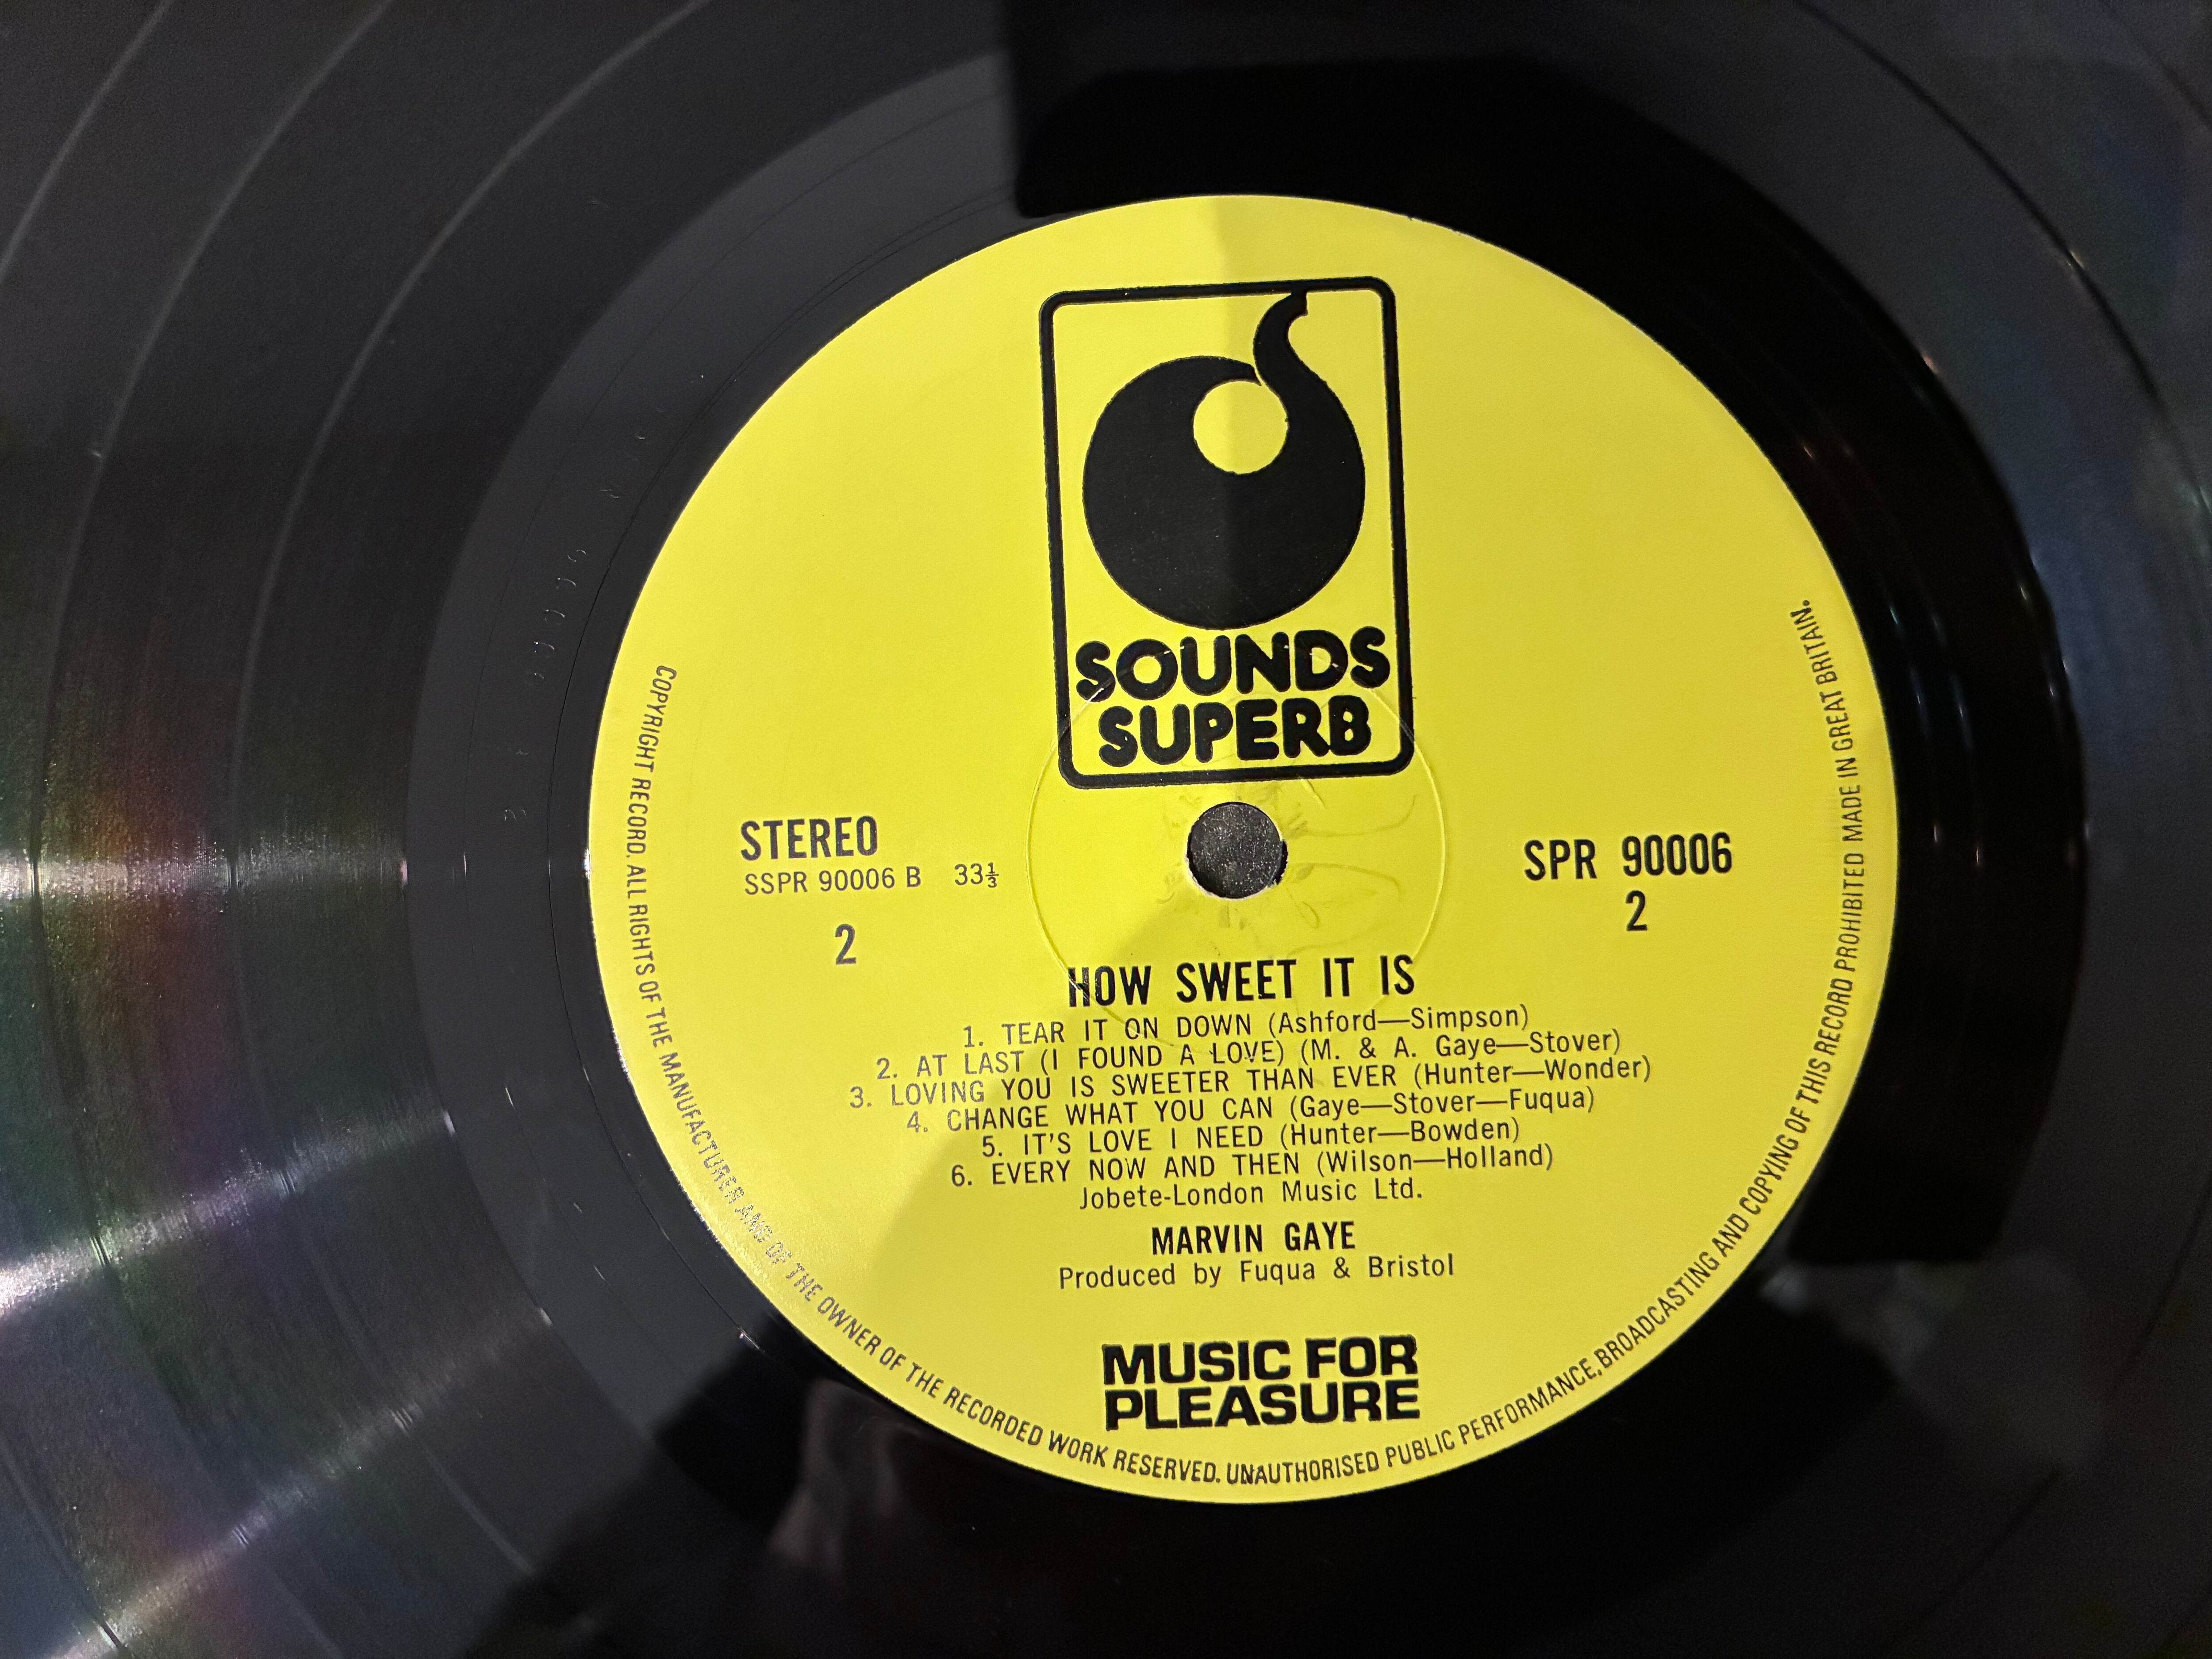 SOUNDS
SUPERB
STEREO
SSPR 90006 B 33⅓
2
SPR 90006
2
HOW SWEET IT IS
1. TEAR IT ON DOWN (Ashford—Simpson)
2. AT LAST (I FOUND A LOVE) (M. & A. Gaye—Stover)
3. LOVING YOU IS SWEETER THAN EVER (Hunter—Wonder)
4. CHANGE WHAT YOU CAN (Gaye—Stover—Fuqua)
5. IT'S LOVE I NEED (Hunter—Bowden)
6. EVERY NOW AND THEN (Wilson—Holland)
Jobete-London Music Ltd.
MARVIN GAYE
Produced by Fuqua & Bristol
MUSIC FOR
PLEASURE
COPYRIGHT RECORD. ALL RIGHTS OF THE MANUFACTURER AND OF THE OWNER OF THE RECORDED WORK RESERVED. UNAUTHORISED PUBLIC PERFORMANCE, BROADCASTING AND COPYING OF THIS RECORD PROHIBITED MADE IN GREAT BRITAIN.